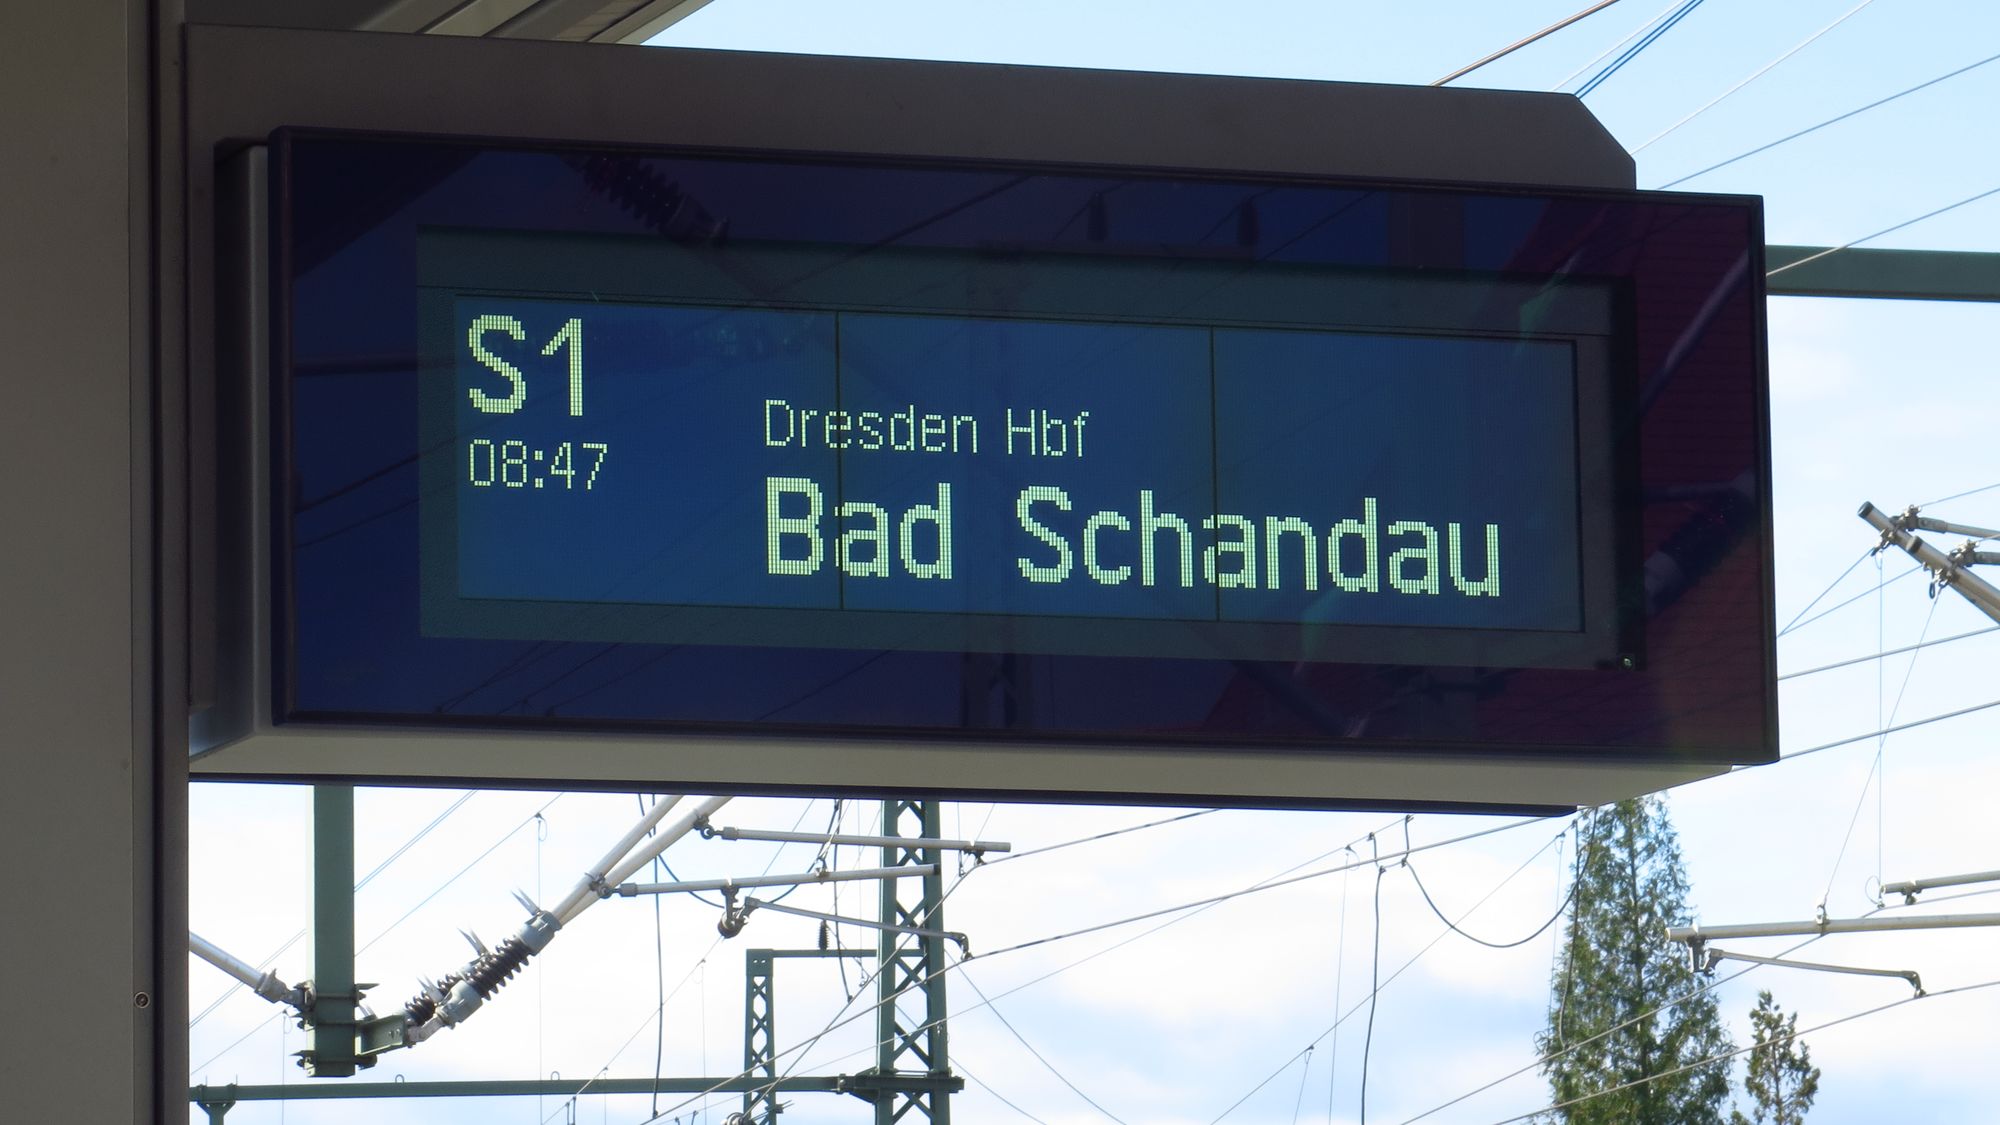 S1
08:47
Dresden Hbf
Bad Schandau